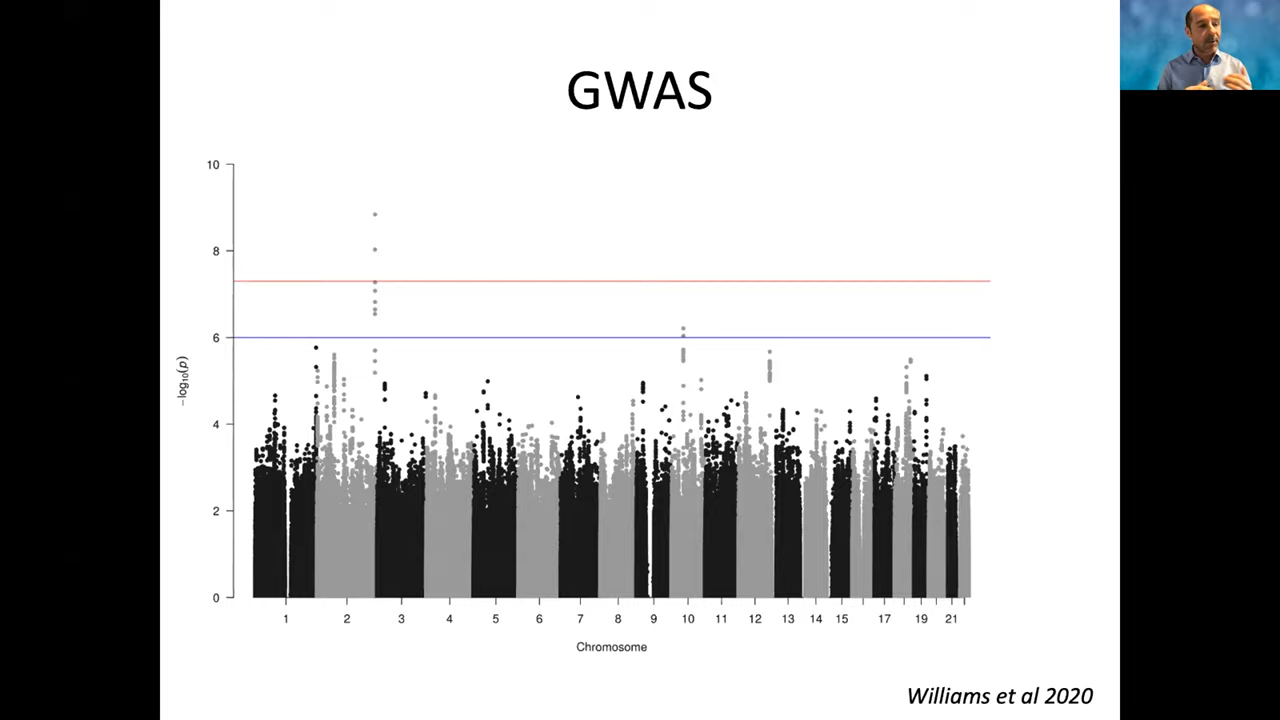 GWAS
10
8
6
4
2
0
−log10(p)
1 2 3 4 5 6 7 8 9 10 11 12 13 14 15 17 19 21
Chromosome
Williams et al 2020